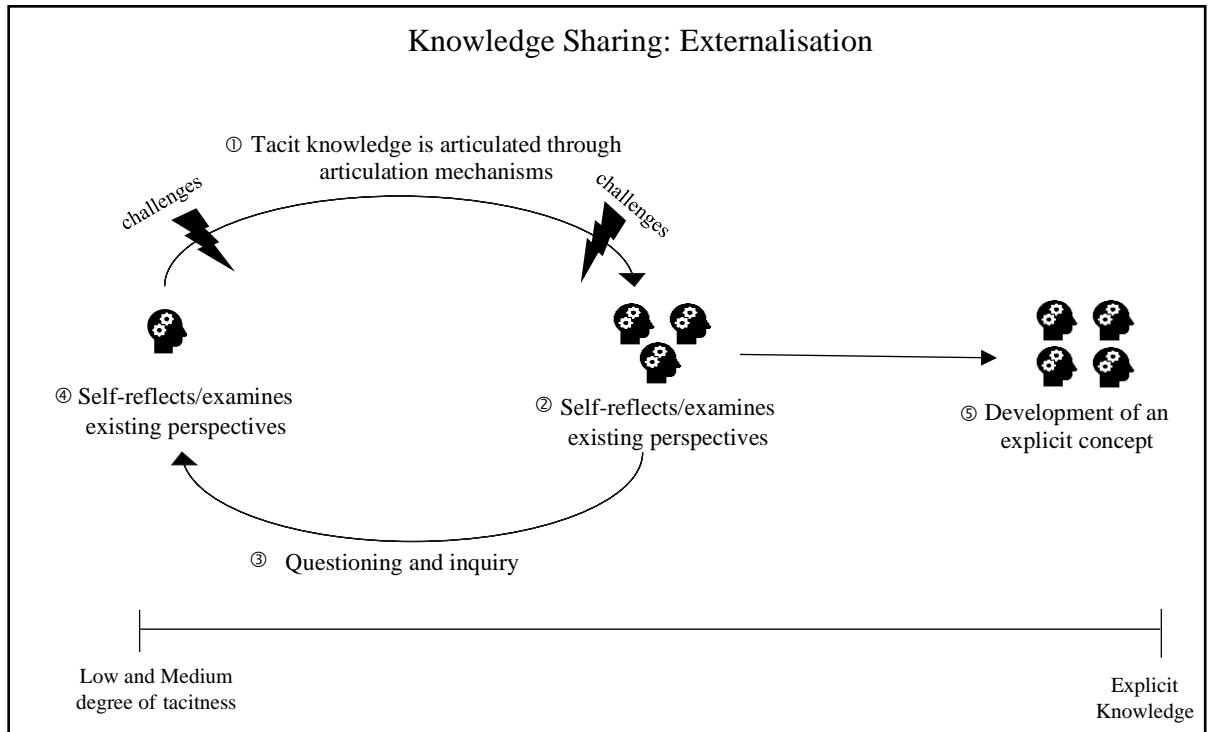 Knowledge Sharing: Externalisation
① Tacit knowledge is articulated through
articulation mechanisms
challenges
challenges
④ Self-reflects/examines
existing perspectives
② Self-reflects/examines
existing perspectives
⑤ Development of an
explicit concept
③ Questioning and inquiry
Low and Medium
degree of tacitness
Explicit
Knowledge